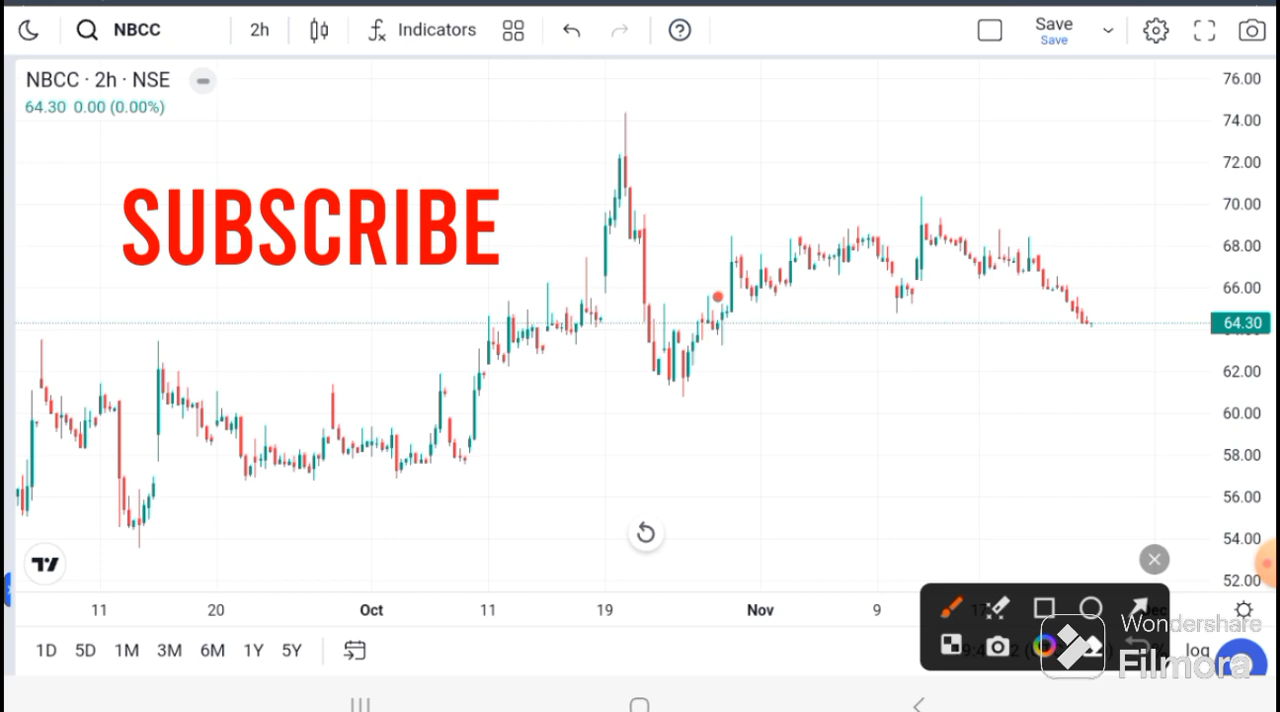 NBCC 2h Indicators Save
Save
NBCC · 2h · NSE
64.30 0.00 (0.00%)
SUBSCRIBE
76.00
74.00
72.00
70.00
68.00
66.00
64.30
62.00
60.00
58.00
56.00
54.00
52.00
11 20 Oct 11 19 Nov 9 17 Dec
1D 5D 1M 3M 6M 1Y 5Y log
Wondershare
Filmora